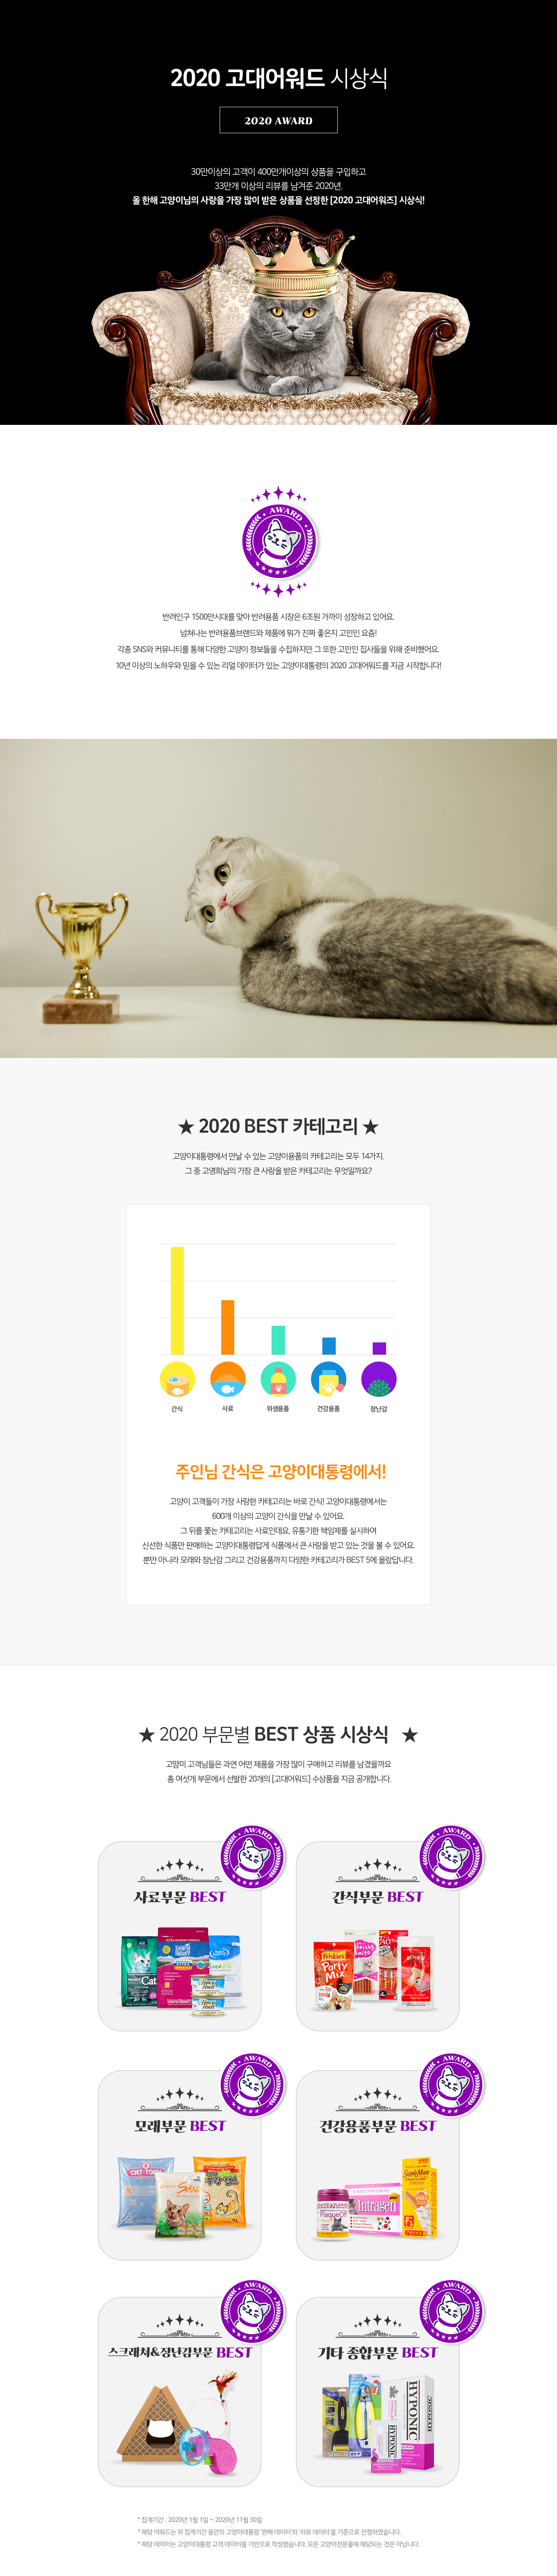 2020 고대어워드 시상식
2020 AWARD
30만이상의 고객이 400만개이상의 상품을 구입하고
33만개 이상의 리뷰를 남겨준 2020년.
올 한해 고양이님의 사랑을 가장 많이 받은 상품을 선정한 [2020 고대어워즈] 시상식!
AWARD
반려인구 1500만시대를 맞아 반려용품 시장은 6조원 가까이 성장하고 있어요.
넘쳐나는 반려용품브랜드와 제품에 뭐가 진짜 좋은지 고민인 요즘!
각종 SNS와 커뮤니티를 통해 다양한 고양이 정보들을 수집하지만 그 또한 고민인 집사들을 위해 준비했어요.
10년 이상의 노하우와 믿을 수 있는 리얼 데이터가 있는 고양이대통령의 2020 고대어워드를 지금 시작합니다!
★ 2020 BEST 카테고리 ★
고양이대통령에서 만날 수 있는 고양이용품의 카테고리는 모두 14가지.
그 중 고영희님의 가장 큰 사랑을 받은 카테고리는 무엇일까요?
간식 사료 위생용품 건강용품 장난감
주인님 간식은 고양이대통령에서!
고양이 고객들이 가장 사랑한 카테고리는 바로 간식! 고양이대통령에서는
600개 이상의 고양이 간식을 만날 수 있어요.
그 뒤를 쫓는 카테고리는 사료인데요, 유통기한 책임제를 실시하여
신선한 식품만 판매하는 고양이대통령답게 식품에서 큰 사랑을 받고 있는 것을 볼 수 있어요.
뿐만 아니라 모래와 장난감 그리고 건강용품까지 다양한 카테고리가 BEST 5에 올랐답니다.
★ 2020 부문별 BEST 상품 시상식 ★
고먐미 고객님들은 과연 어떤 제품을 가장 많이 구매하고 리뷰를 남겼을까요
총 여섯개 부문에서 선발한 20개의 [고대어워드] 수상품을 지금 공개합니다.
AWARD
사료부문 BEST
Cat
AWARD
간식부문 BEST
Friskies
Party
Mix
AWARD
모래부문 BEST
CAT-TOILET
SAND
7L
AWARD
건강용품부문 BEST
PlaqueOff
Intragen
AWARD
스크래쳐&장난감부문 BEST
AWARD
기타 종합부문 BEST
HYPONIC
HYPONIC
* 집계기간 : 2020년 1월 1일 ~ 2020년 11월 30일
* 해당 어워드는 위 집계기간 동안의 고양이대통령 '판매 데이터'와 '리뷰 데이터'를 기준으로 선정하였습니다.
* 해당 데이터는 고양이대통령 고객 데이터를 기반으로 작성했습니다. 모든 고양이전문몰에 해당되는 것은 아닙니다.